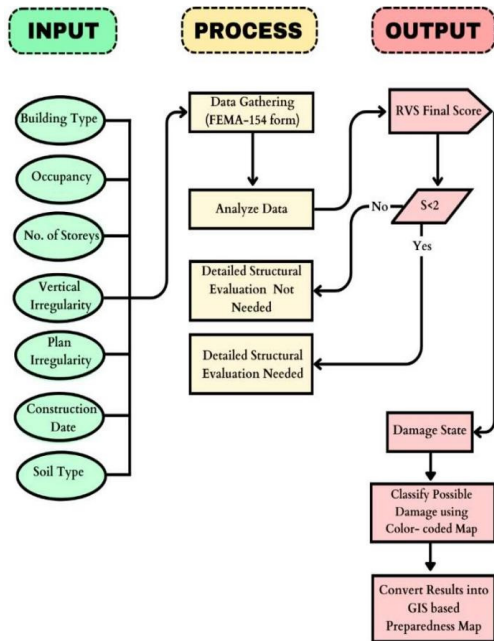 INPUT
PROCESS
OUTPUT
Building Type
Occupancy
No. of Storeys
Vertical
Irregularity
Plan
Irregularity
Construction
Date
Soil Type
Data Gathering
(FEMA-154 form)
Analyze Data
Detailed Structural
Evaluation Not
Needed
Detailed Structural
Evaluation Needed
RVS Final Score
S<2
No
Yes
Damage State
Classify Possible
Damage using
Color- coded Map
Convert Results into
GIS based
Preparedness Map